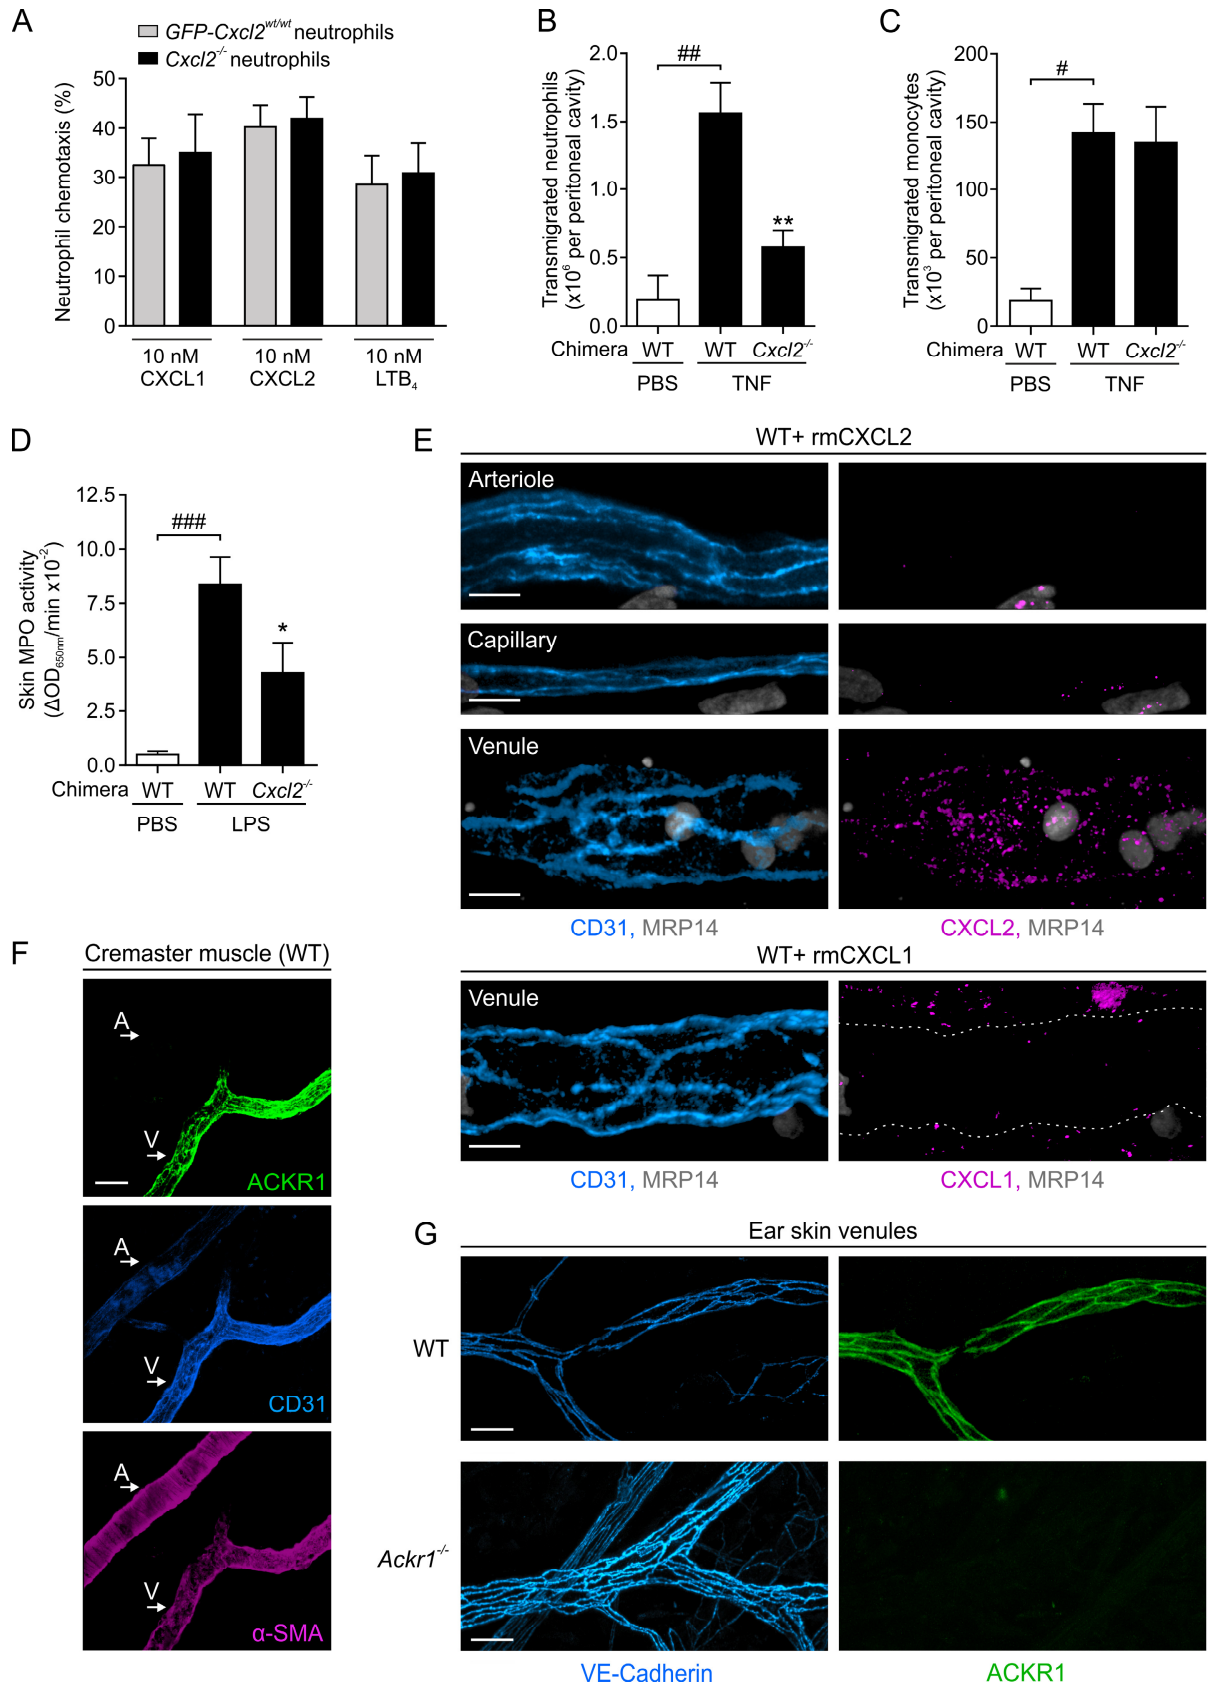 A
GFP-Cxcl2wt/wt neutrophils
Cxcl2-/- neutrophils
Neutrophil chemotaxis (%)
50
40
30
20
10
0
10 nM 10 nM 10 nM
CXCL1 CXCL2 LTB4
B
Transmigrated neutrophils
(x10⁶ per peritoneal cavity)
2.0
1.5
1.0
0.5
0.0
##
**
Chimera WT WT Cxcl2-/-
PBS TNF
C
Transmigrated monocytes
(x10³ per peritoneal cavity)
200
150
100
50
0
#
Chimera WT WT Cxcl2-/-
PBS TNF
D
Skin MPO activity
(ΔOD650nm/min x10-2)
12.5
10.0
7.5
5.0
2.5
0.0
###
*
Chimera WT WT Cxcl2-/-
PBS LPS
E
WT+ rmCXCL2
Arteriole
Capillary
Venule
CD31, MRP14 CXCL2, MRP14
WT+ rmCXCL1
Venule
CD31, MRP14 CXCL1, MRP14
F
Cremaster muscle (WT)
A
V
ACKR1
A
V
CD31
A
V
α-SMA
G
Ear skin venules
WT
Ackr1-/-
VE-Cadherin ACKR1